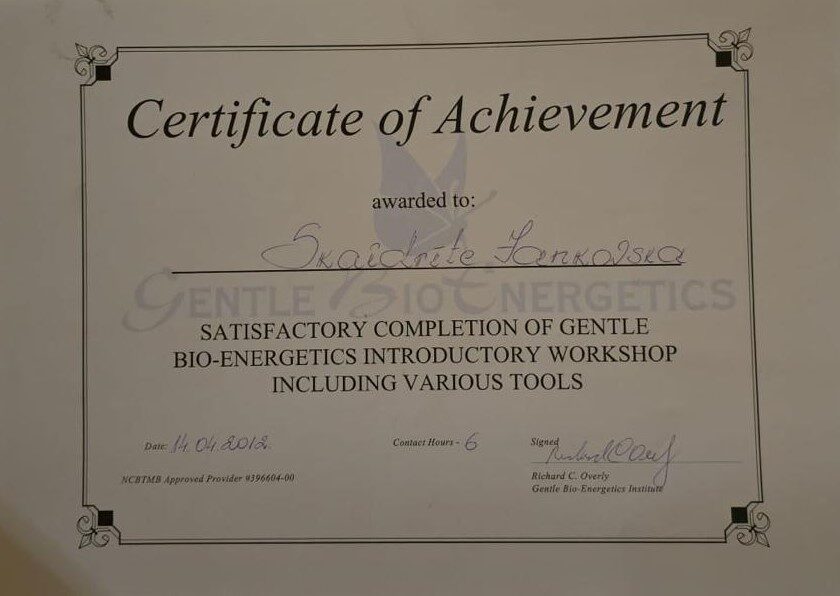 Certificate of Achievement
awarded to:
Skaidrīte Jankovska
GENTLE BIOENERGETICS
SATISFACTORY COMPLETION OF GENTLE
BIO-ENERGETICS INTRODUCTORY WORKSHOP
INCLUDING VARIOUS TOOLS
Date: 14.04.2012. Contact Hours - 6 Signed
NCBTMB Approved Provider #396604-00
Richard C. Overly
Gentle Bio-Energetics Institute